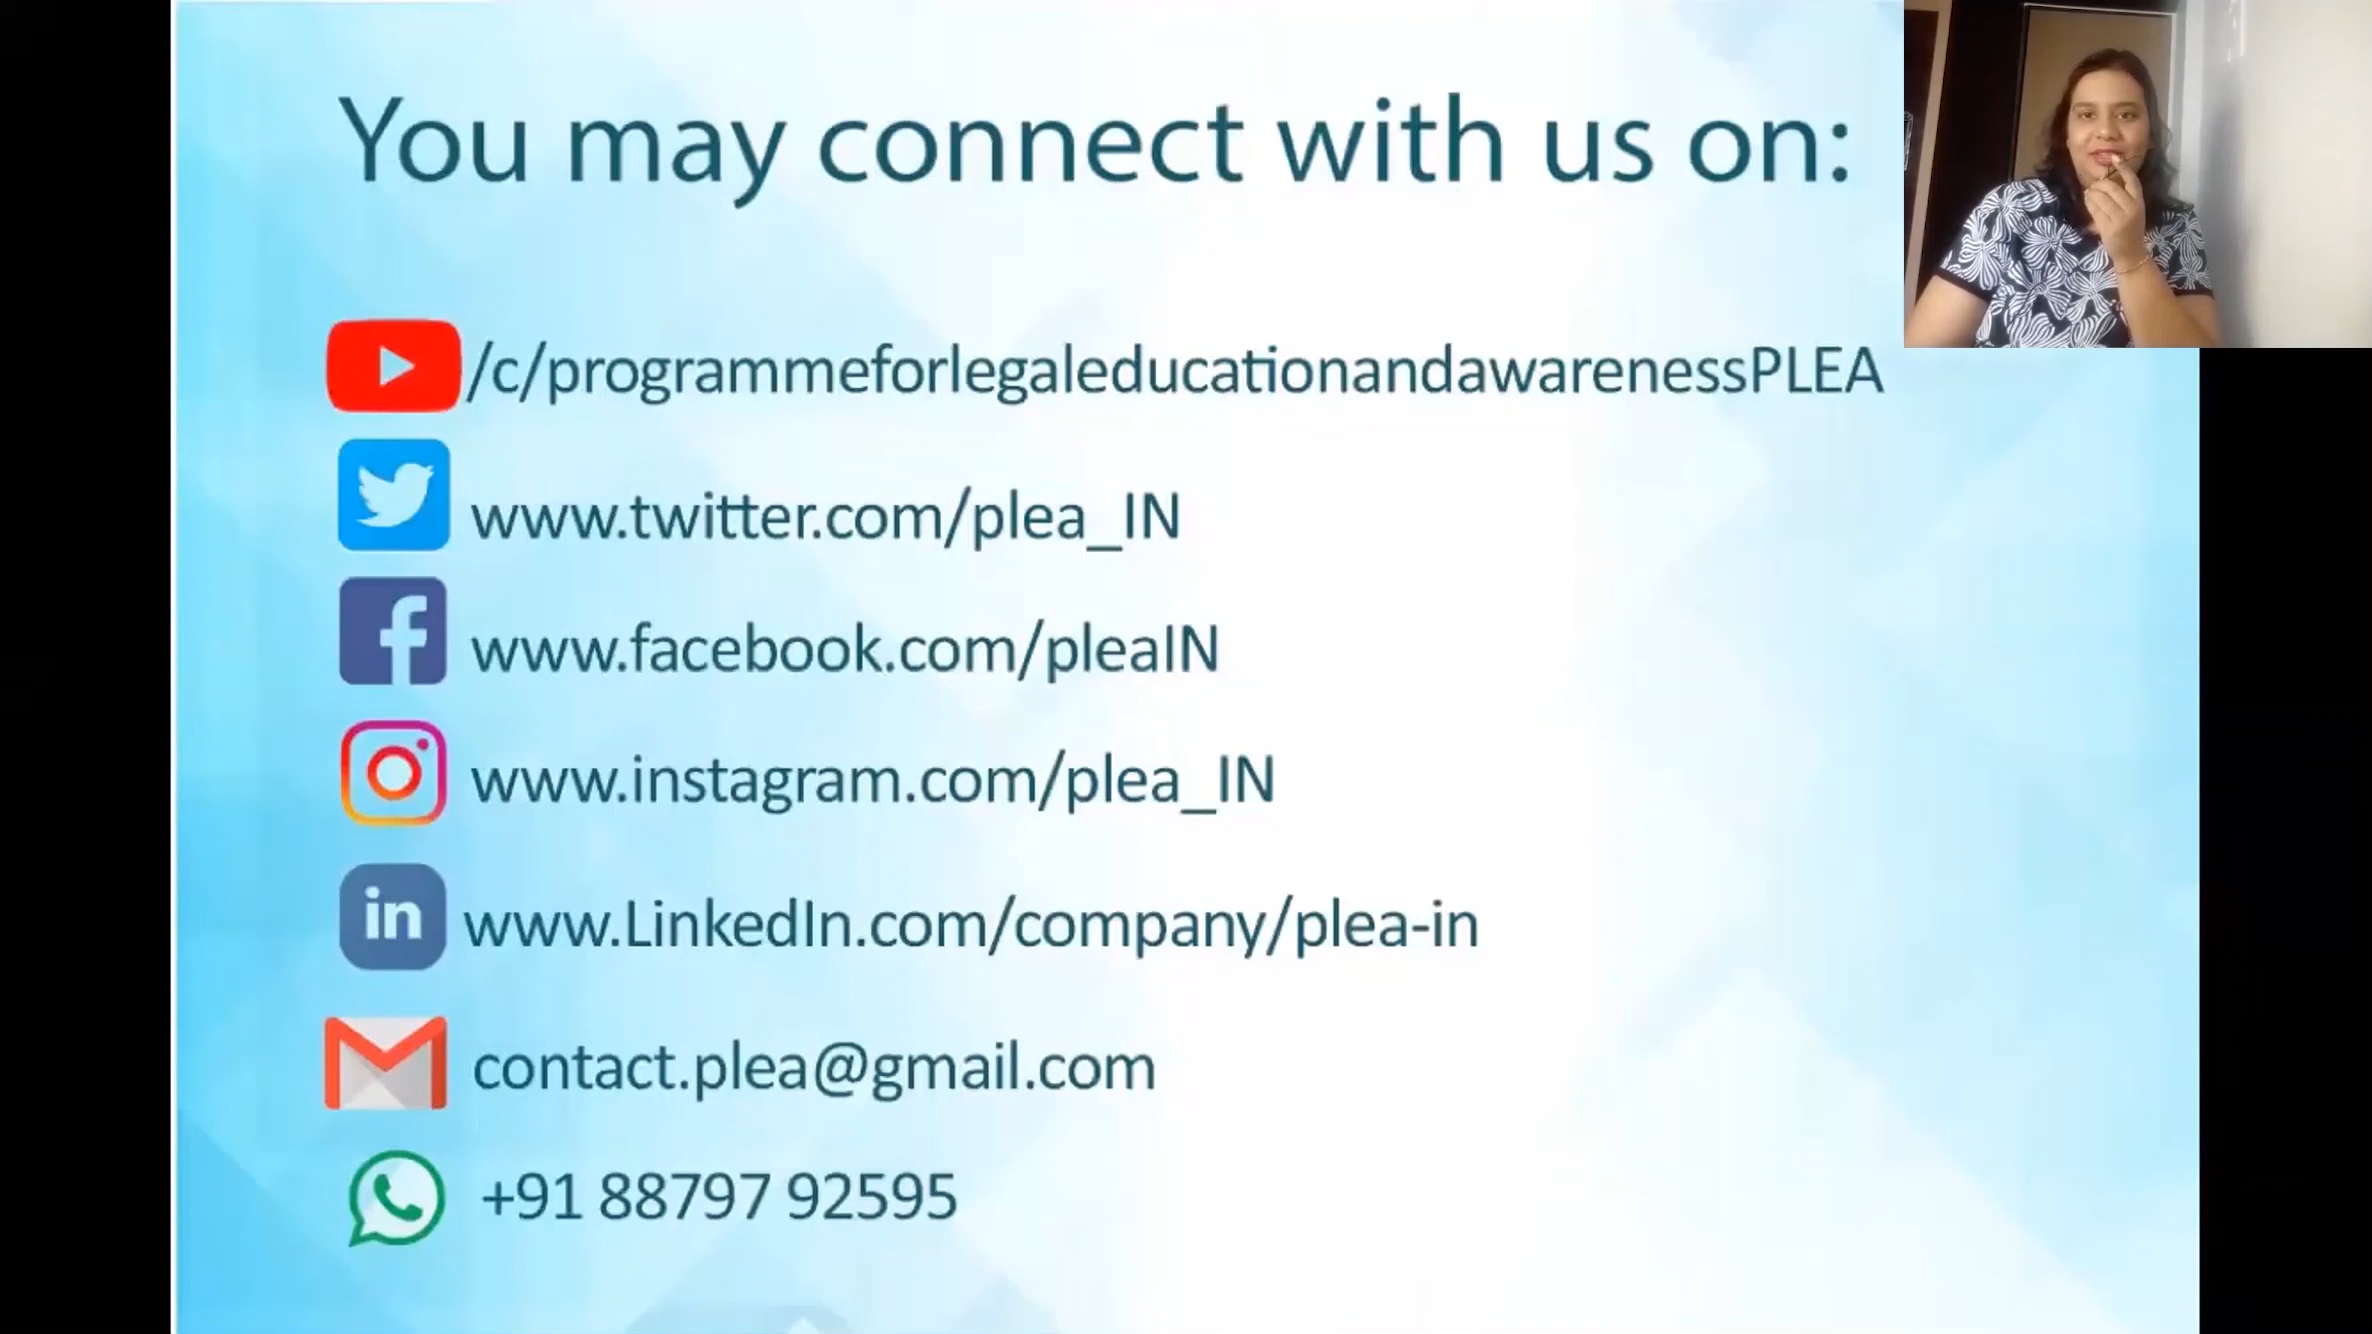 You may connect with us on:
/c/programmeforlegaleducationandawarenessPLEA
www.twitter.com/plea_IN
www.facebook.com/pleaIN
www.instagram.com/plea_IN
in www.LinkedIn.com/company/plea-in
contact.plea@gmail.com
+91 88797 92595